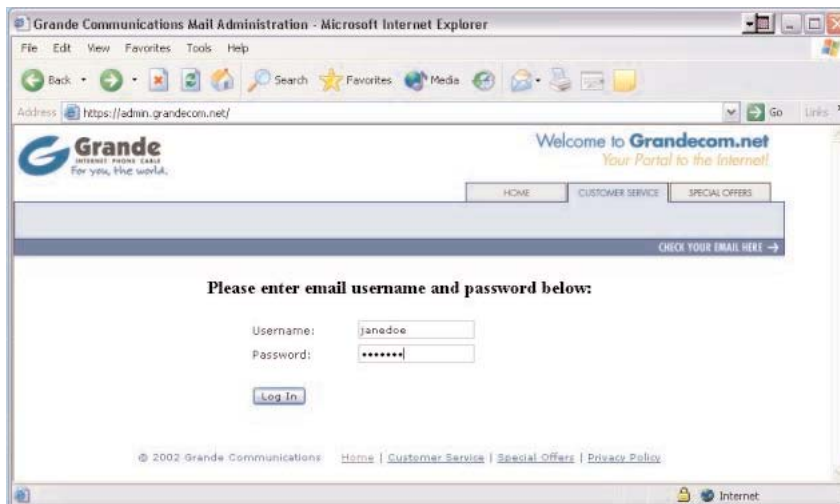 Grande Communications Mail Administration - Microsoft Internet Explorer
File Edit View Favorites Tools Help
Back Search Favorites Media
Address https://admin.grandecom.net/ Go Links
Grande
INTERNET PHONE CABLE
For you, the world.
Welcome to Grandecom.net
Your Portal to the Internet!
HOME CUSTOMER SERVICE SPECIAL OFFERS
CHECK YOUR EMAIL HERE →
Please enter email username and password below:
Username: janedoe
Password: •••••••
Log In
© 2002 Grande Communications Home | Customer Service | Special Offers | Privacy Policy
Internet